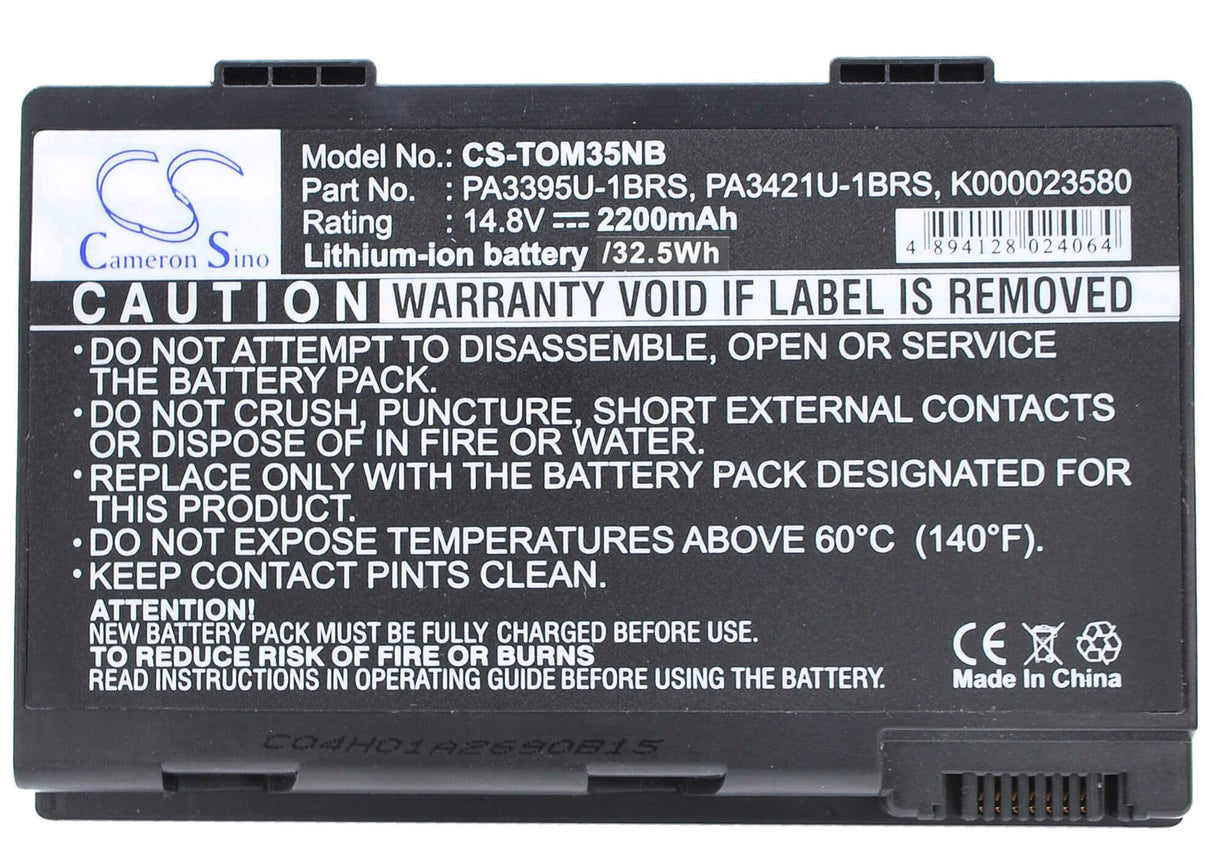 CS
Cameron Sino
Model No.: CS-TOM35NB
Part No. : PA3395U-1BRS, PA3421U-1BRS, K000023580
Rating : 14.8V ⎓ 2200mAh
Lithium-ion battery /32.5Wh
4 894128 024064
CAUTION WARRANTY VOID IF LABEL IS REMOVED
•DO NOT ATTEMPT TO DISASSEMBLE, OPEN OR SERVICE
THE BATTERY PACK.
•DO NOT CRUSH, PUNCTURE, SHORT EXTERNAL CONTACTS
OR DISPOSE OF IN FIRE OR WATER.
•REPLACE ONLY WITH THE BATTERY PACK DESIGNATED FOR
THIS PRODUCT.
•DO NOT EXPOSE TEMPERATURES ABOVE 60°C (140°F).
•KEEP CONTACT PINTS CLEAN.
ATTENTION!
NEW BATTERY PACK MUST BE FULLY CHARGED BEFORE USE.
TO REDUCE RISK OF FIRE OR BURNS
READ INSTRUCTIONS IN OPERATING GUIDE BEFORE USING THE BATTERY.
CE
Made In China
C04H01A2690B15